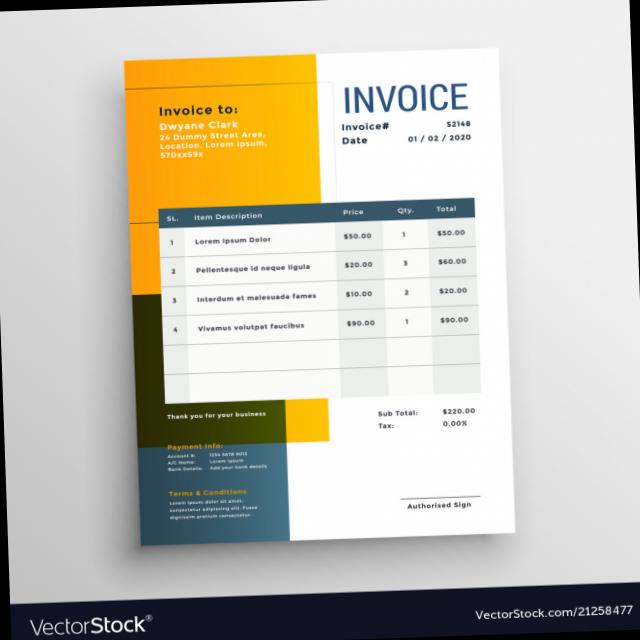 INVOICE
Invoice to:
Dwyane Clark
24 Dummy Street Area,
Location, Lorem Ipsum,
570xx59x
Invoice# 52148
Date 01 / 02 / 2020
SL. Item Description Price Qty. Total
1 Lorem Ipsum Dolor $50.00 1 $50.00
2 Pellentesque id neque ligula $20.00 3 $60.00
3 Interdum et malesuada fames $10.00 2 $20.00
4 Vivamus volutpat faucibus $90.00 1 $90.00
Thank you for your business
Sub Total: $220.00
Tax: 0.00%
Payment Info:
Account #: 1234 5678 9012
A/C Name: Lorem Ipsum
Bank Details: Add your bank details
Terms & Conditions
Lorem ipsum dolor sit amet,
consectetur adipiscing elit. Fusce
dignissim pretium consectetur.
Authorised Sign
VectorStock®
VectorStock.com/21258477